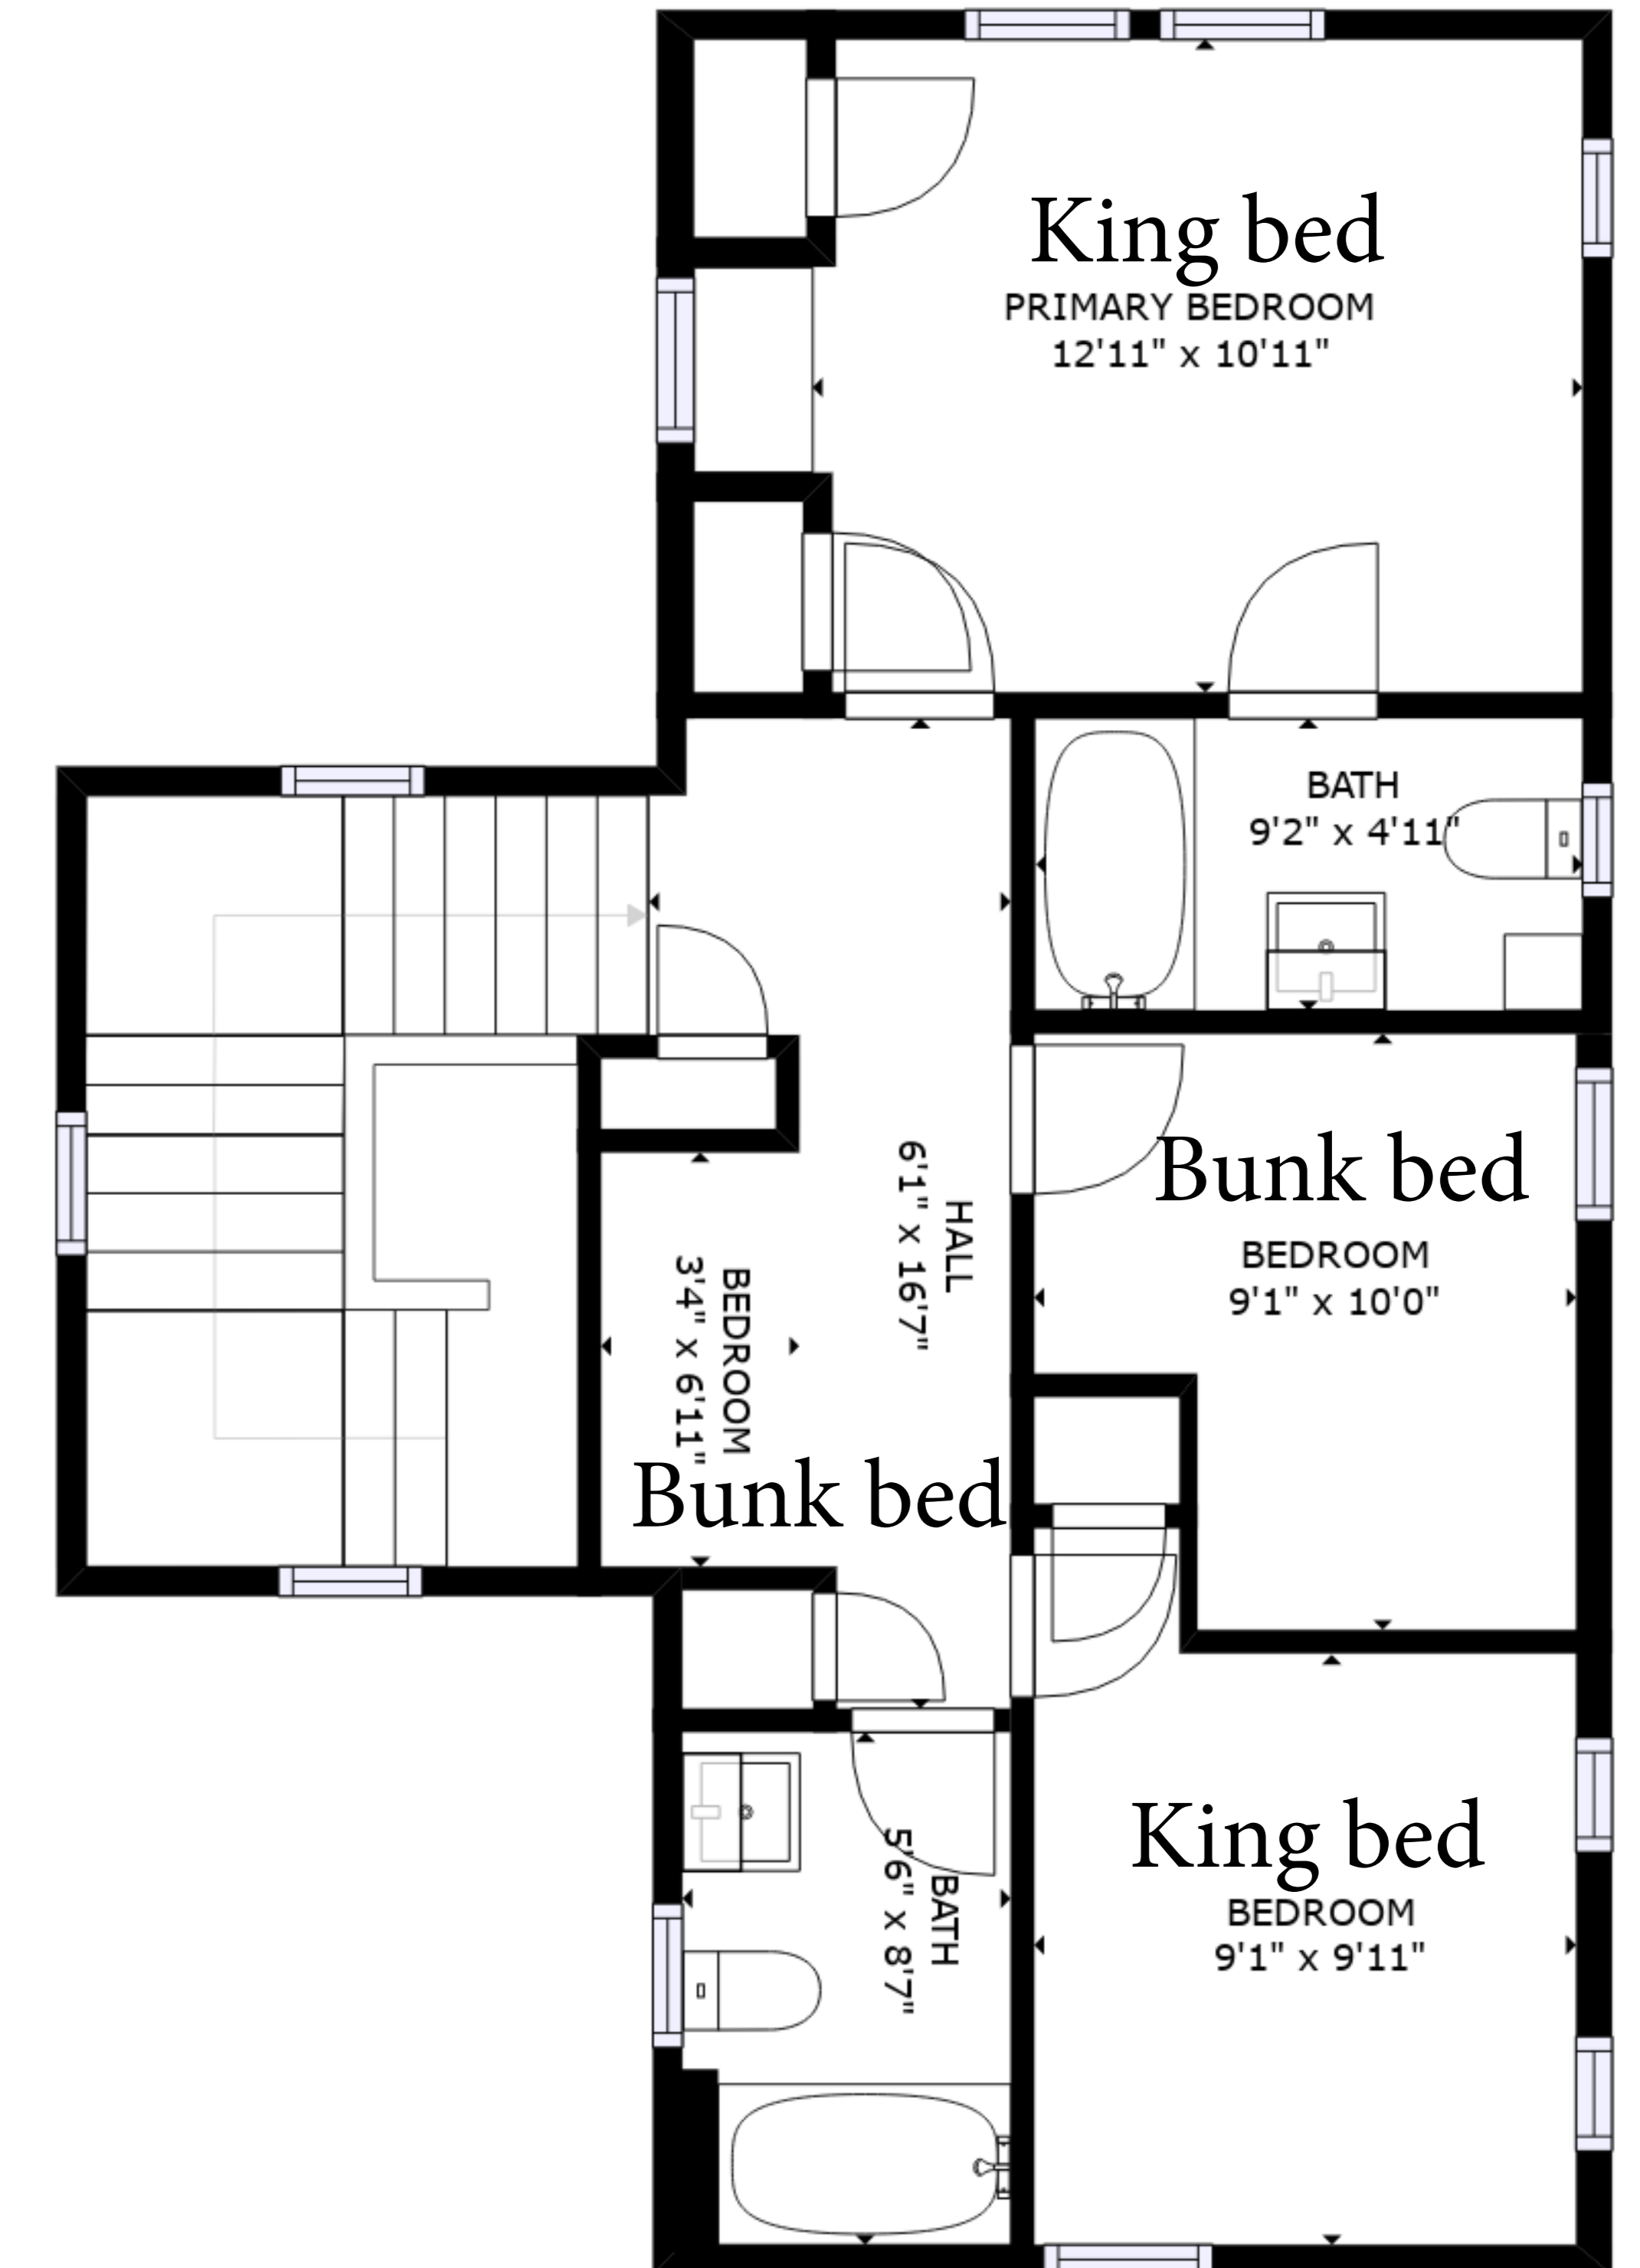 King bed
PRIMARY BEDROOM
12'11" x 10'11"
BATH
9'2" x 4'11"
HALL
6'1" x 16'7"
Bunk bed
BEDROOM
9'1" x 10'0"
BEDROOM
3'4" x 6'11"
Bunk bed
King bed
BEDROOM
9'1" x 9'11"
BATH
5'6" x 8'7"